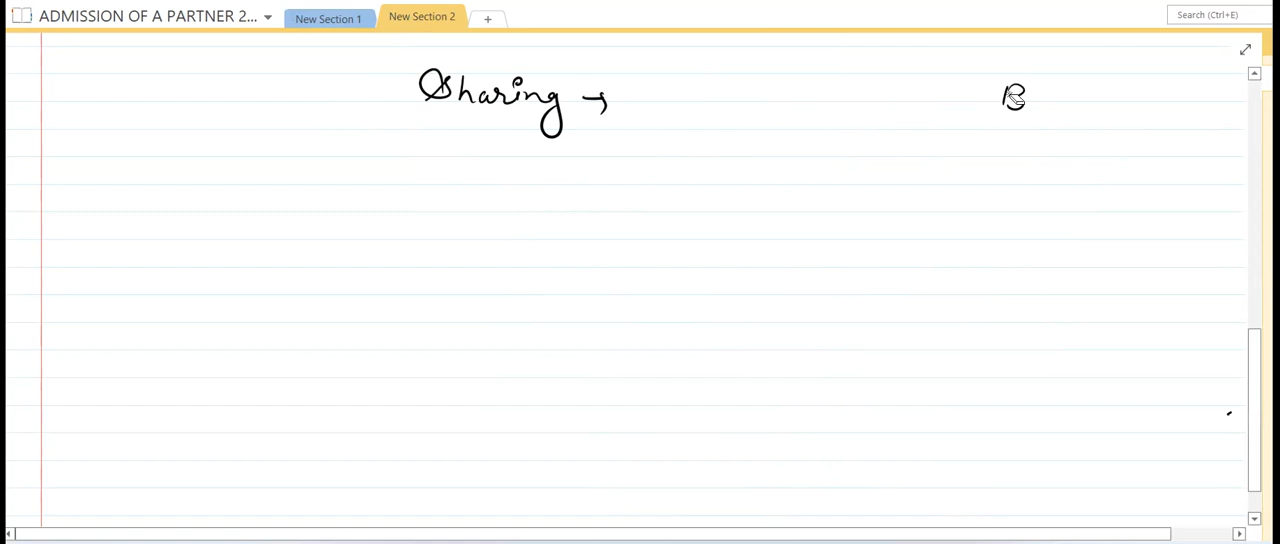 ADMISSION OF A PARTNER 2...
New Section 1
New Section 2
+
Search (Ctrl+E)
Sharing → B